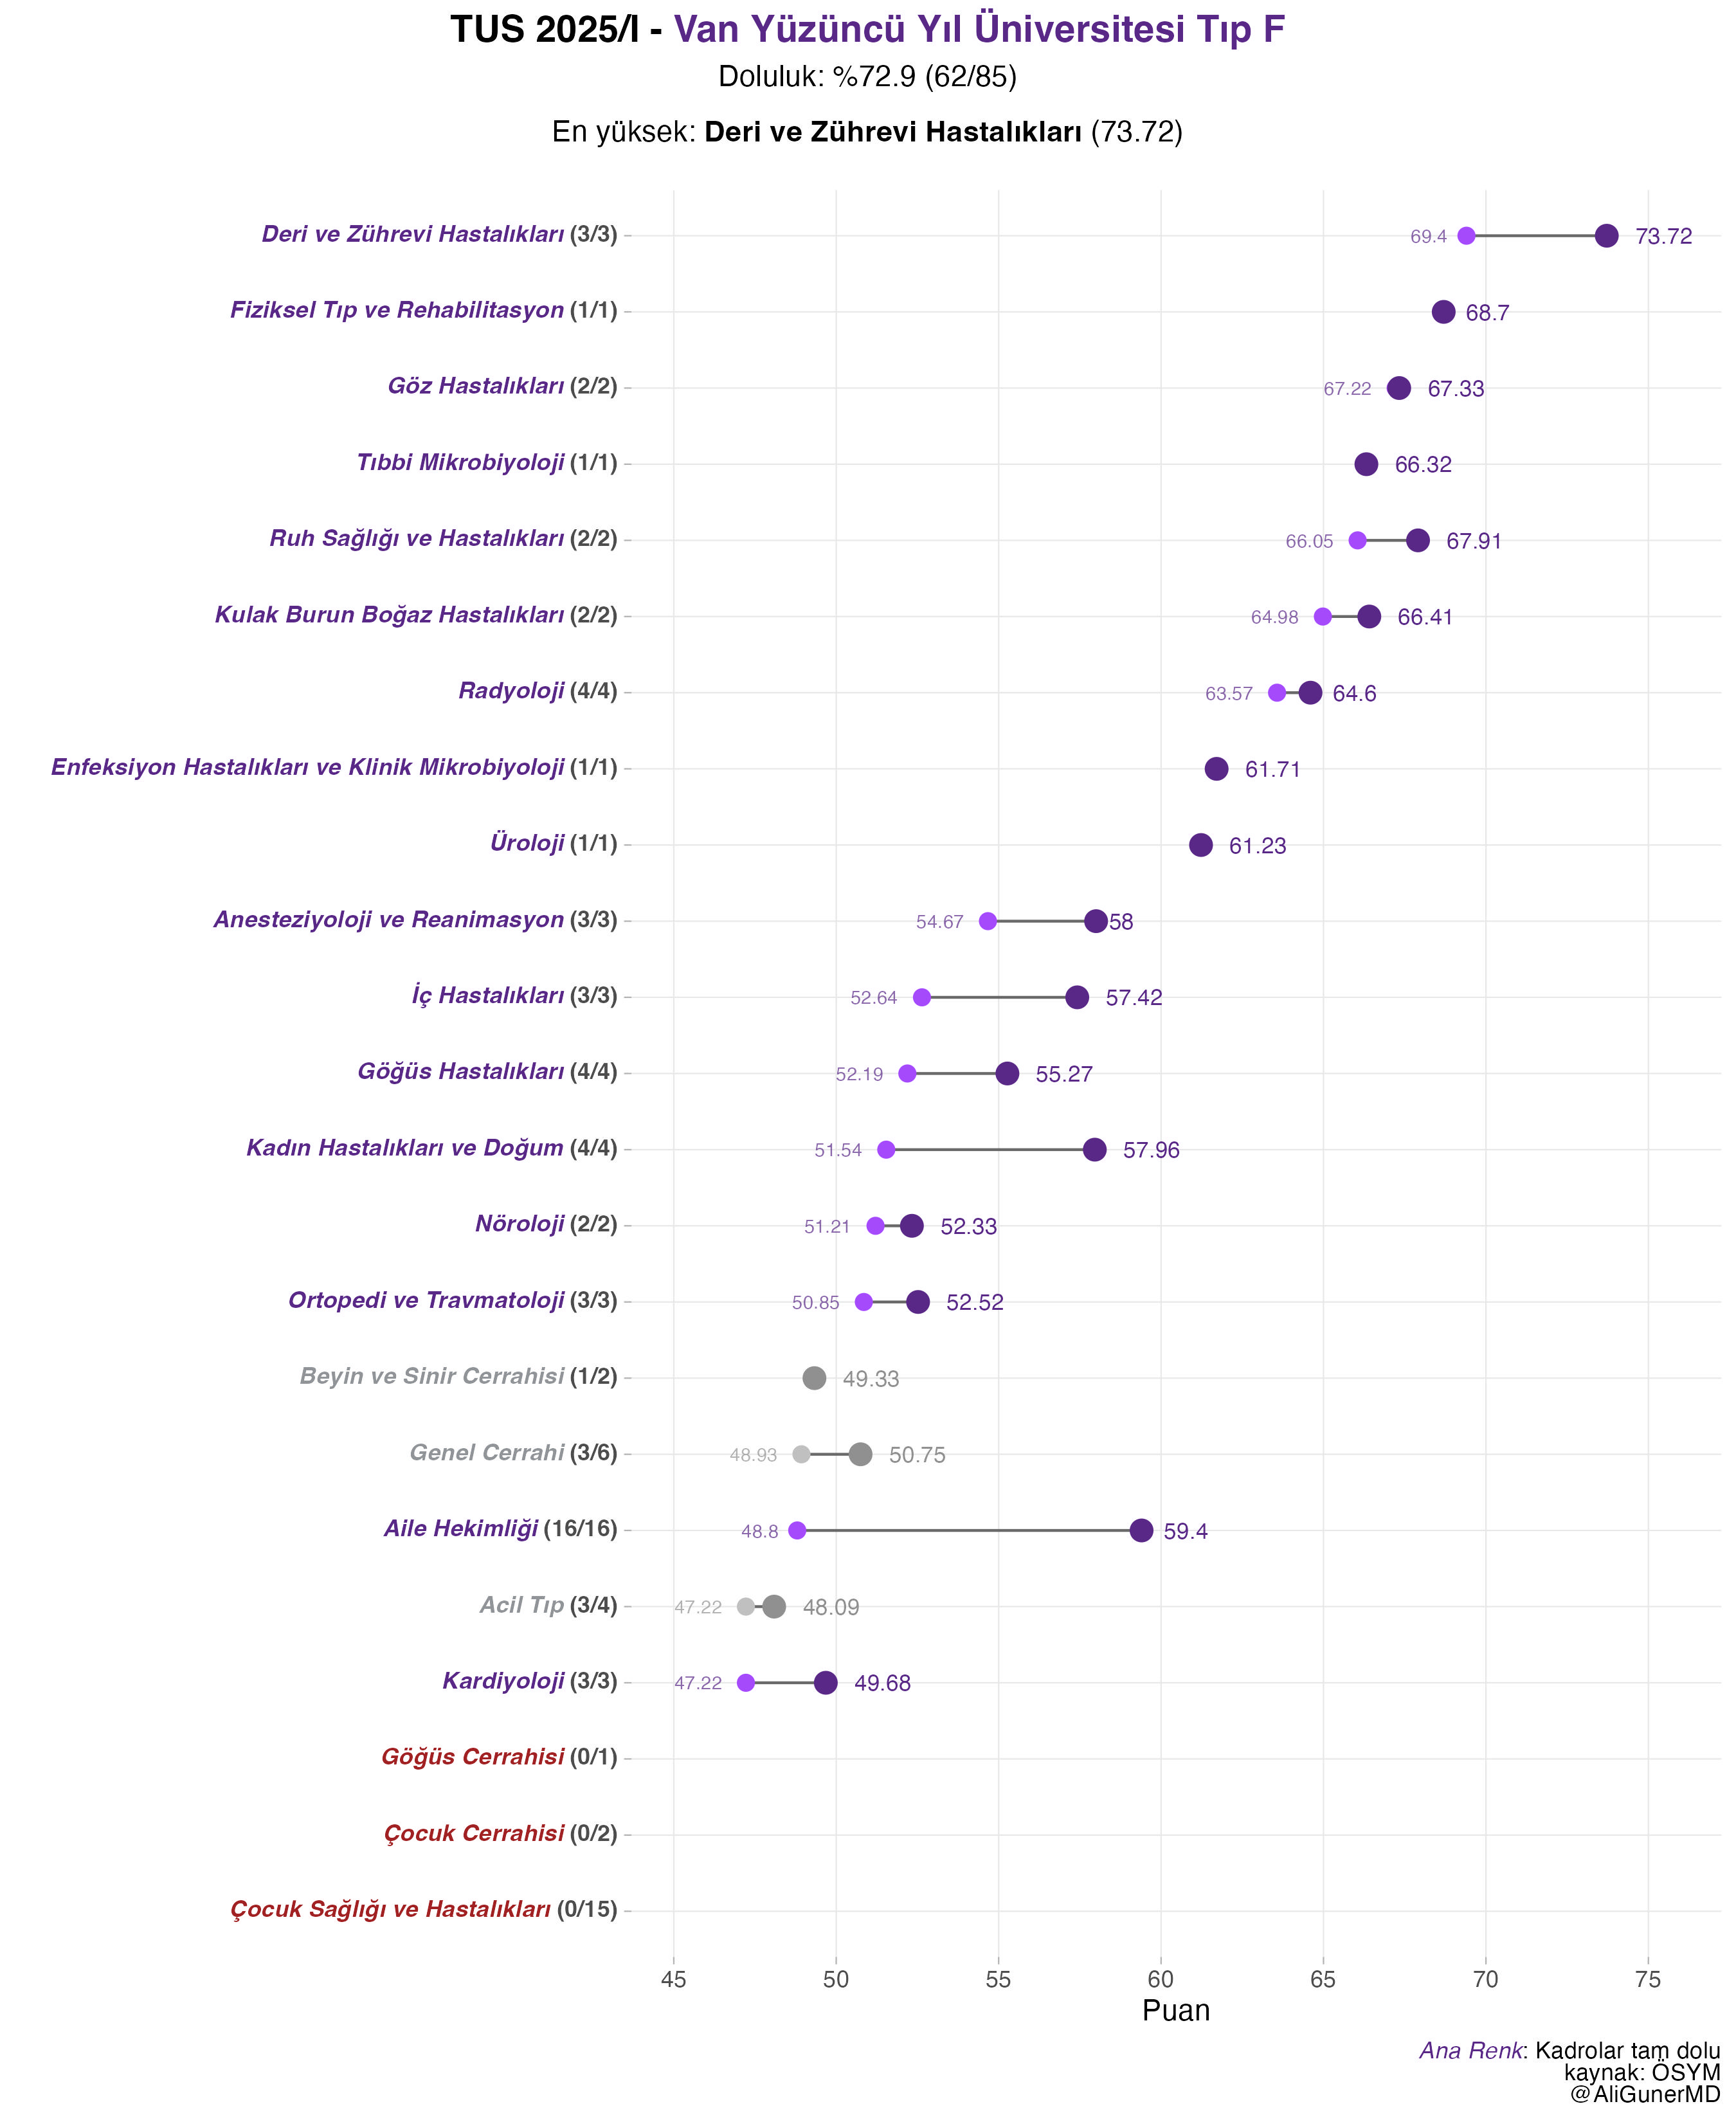 TUS 2025/I - Van Yüzüncü Yıl Üniversitesi Tıp F
Doluluk: %72.9 (62/85)
En yüksek: Deri ve Zührevi Hastalıkları (73.72)
Deri ve Zührevi Hastalıkları (3/3) 69.4 73.72
Fiziksel Tıp ve Rehabilitasyon (1/1) 68.7
Göz Hastalıkları (2/2) 67.22 67.33
Tıbbi Mikrobiyoloji (1/1) 66.32
Ruh Sağlığı ve Hastalıkları (2/2) 66.05 67.91
Kulak Burun Boğaz Hastalıkları (2/2) 64.98 66.41
Radyoloji (4/4) 63.57 64.6
Enfeksiyon Hastalıkları ve Klinik Mikrobiyoloji (1/1) 61.71
Üroloji (1/1) 61.23
Anesteziyoloji ve Reanimasyon (3/3) 54.67 58
İç Hastalıkları (3/3) 52.64 57.42
Göğüs Hastalıkları (4/4) 52.19 55.27
Kadın Hastalıkları ve Doğum (4/4) 51.54 57.96
Nöroloji (2/2) 51.21 52.33
Ortopedi ve Travmatoloji (3/3) 50.85 52.52
Beyin ve Sinir Cerrahisi (1/2) 49.33
Genel Cerrahi (3/6) 48.93 50.75
Aile Hekimliği (16/16) 48.8 59.4
Acil Tıp (3/4) 47.22 48.09
Kardiyoloji (3/3) 47.22 49.68
Göğüs Cerrahisi (0/1)
Çocuk Cerrahisi (0/2)
Çocuk Sağlığı ve Hastalıkları (0/15)
45 50 55 60 65 70 75
Puan
Ana Renk: Kadrolar tam dolu
kaynak: ÖSYM
@AliGunerMD